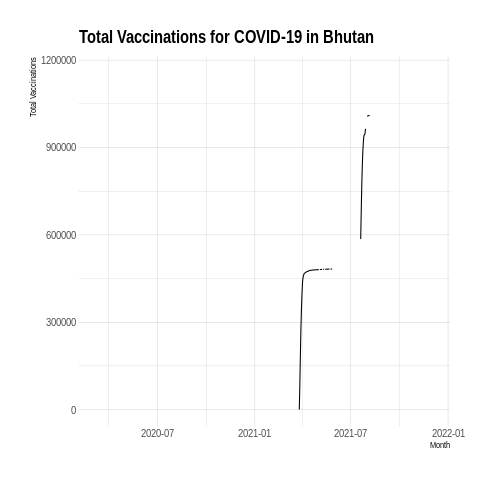 Total Vaccinations for COVID-19 in Bhutan
Total Vaccinations
1200000
900000
600000
300000
0
2020-07 2021-01 2021-07 2022-01
Month